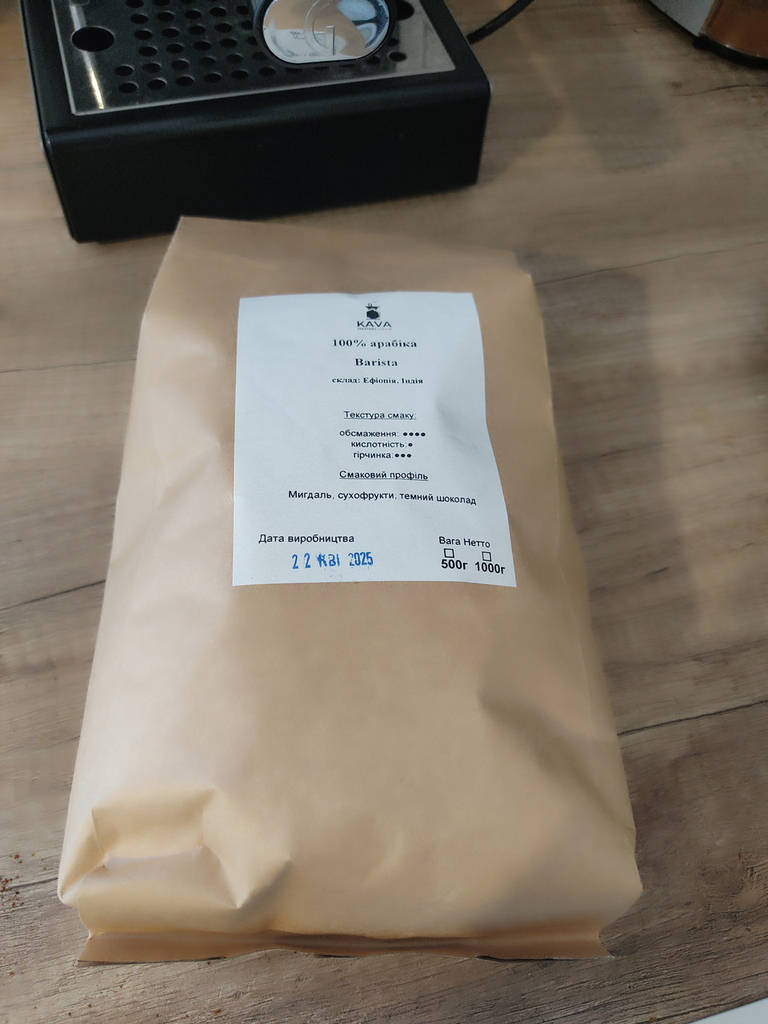 KAVA
100% арабіка
Barista
склад: Ефіопія, Індія
Текстура смаку:
обсмаження: ●●●●
кислотність:●
гірчинка:●●●
Смаковий профіль
Мигдаль, сухофрукти, темний шоколад
Дата виробництва
22 КВІ 2025
Вага Нетто
☐ ☐
500г 1000г